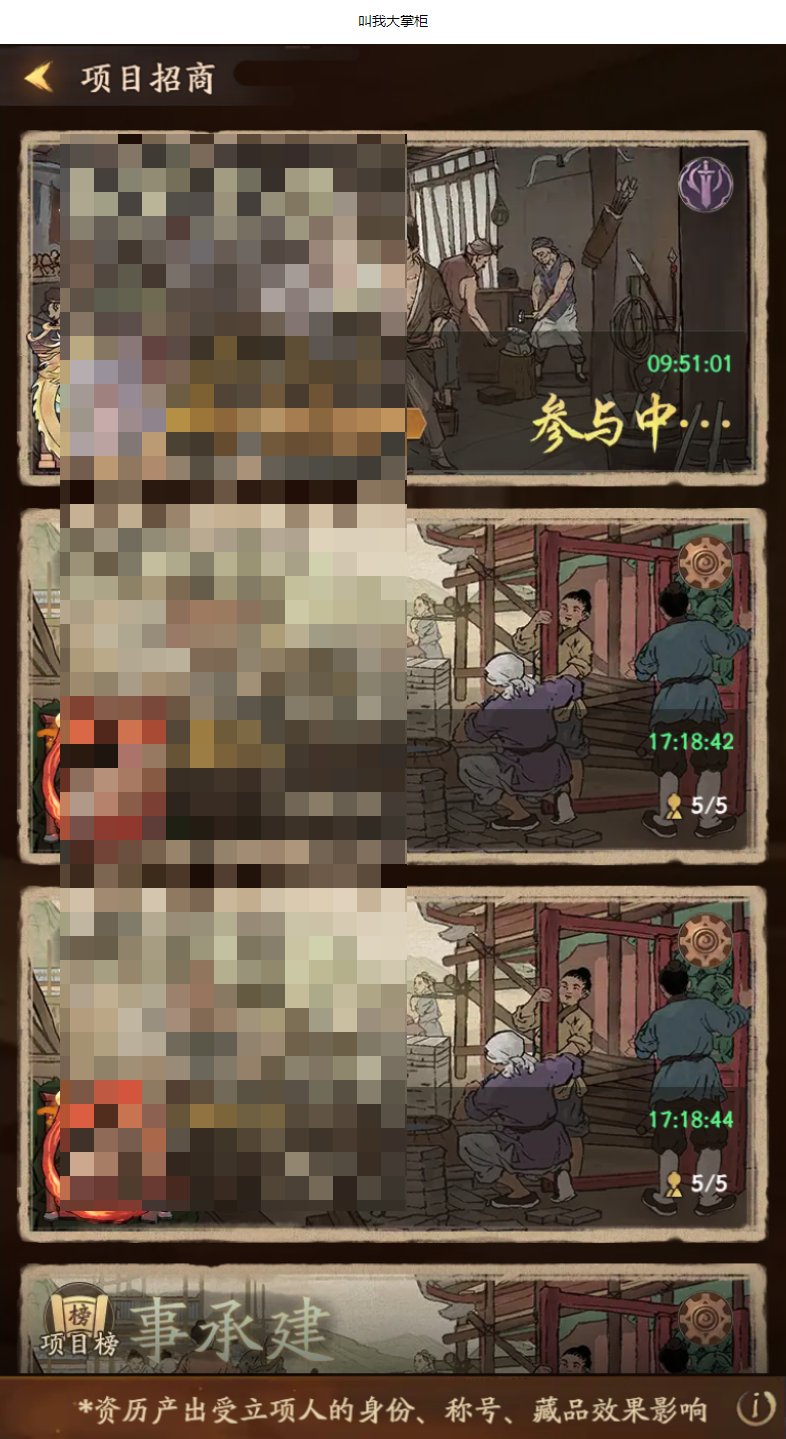 叫我大掌柜
项目招商
09:51:01
参与中···
17:18:42
5/5
17:18:44
5/5
榜
项目榜
事承建
*资历产出受立项人的身份、称号、藏品效果影响
i